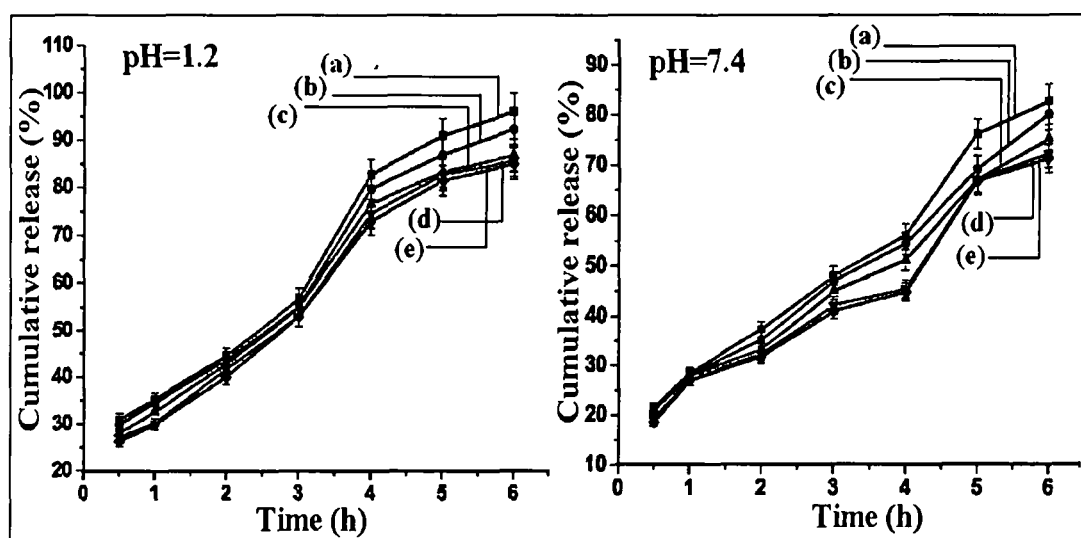 pH=1.2
(a)
(b)
(c)
(d)
(e)
Cumulative release (%)
110
100
90
80
70
60
50
40
30
20
0 1 2 3 4 5 6
Time (h)
pH=7.4
(a)
(b)
(c)
(d)
(e)
Cumulative release (%)
90
80
70
60
50
40
30
20
10
0 1 2 3 4 5 6
Time (h)